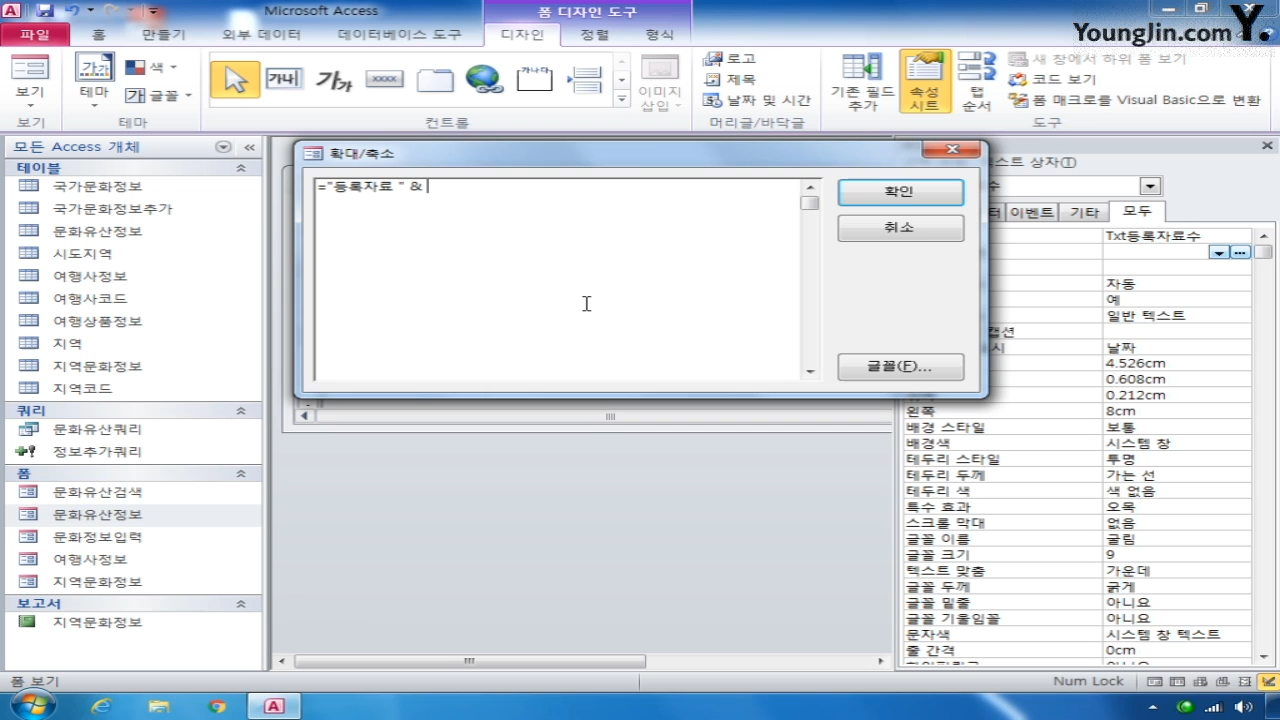 Microsoft Access
폼 디자인 도구
파일
홈
만들기
외부 데이터
데이터베이스 도구
디자인
정렬
형식
YoungJin.com Y.
보기
테마
색
글꼴
가나
가가
xxxx
가나다
이미지
삽입
로고
제목
날짜 및 시간
기존 필드
추가
속성
시트
탭
순서
새 창에서 하위 폼 보기
코드 보기
폼 매크로를 Visual Basic으로 변환
보기
테마
컨트롤
머리글/바닥글
도구
모든 Access 개체
테이블
국가문화정보
국가문화정보추가
문화유산정보
시도지역
여행사정보
여행사코드
여행상품정보
지역
지역문화정보
지역코드
쿼리
문화유산쿼리
정보추가쿼리
폼
문화유산검색
문화유산정보
문화정보입력
여행사정보
지역문화정보
보고서
지역문화정보
확대/축소
="등록자료 " &
확인
취소
글꼴(F)...
스트 상자(I)
수
터
이벤트
기타
모두
Txt등록자료수
자동
예
일반 텍스트
캡션
시
날짜
4.526cm
0.608cm
0.212cm
왼쪽
8cm
배경 스타일
보통
배경색
시스템 창
테두리 스타일
투명
테두리 두께
가는 선
테두리 색
색 없음
특수 효과
오목
스크롤 막대
없음
글꼴 이름
굴림
글꼴 크기
9
텍스트 맞춤
가운데
글꼴 두께
굵게
글꼴 밑줄
아니요
글꼴 기울임꼴
아니요
문자색
시스템 창 텍스트
줄 간격
0cm
폼 보기
Num Lock